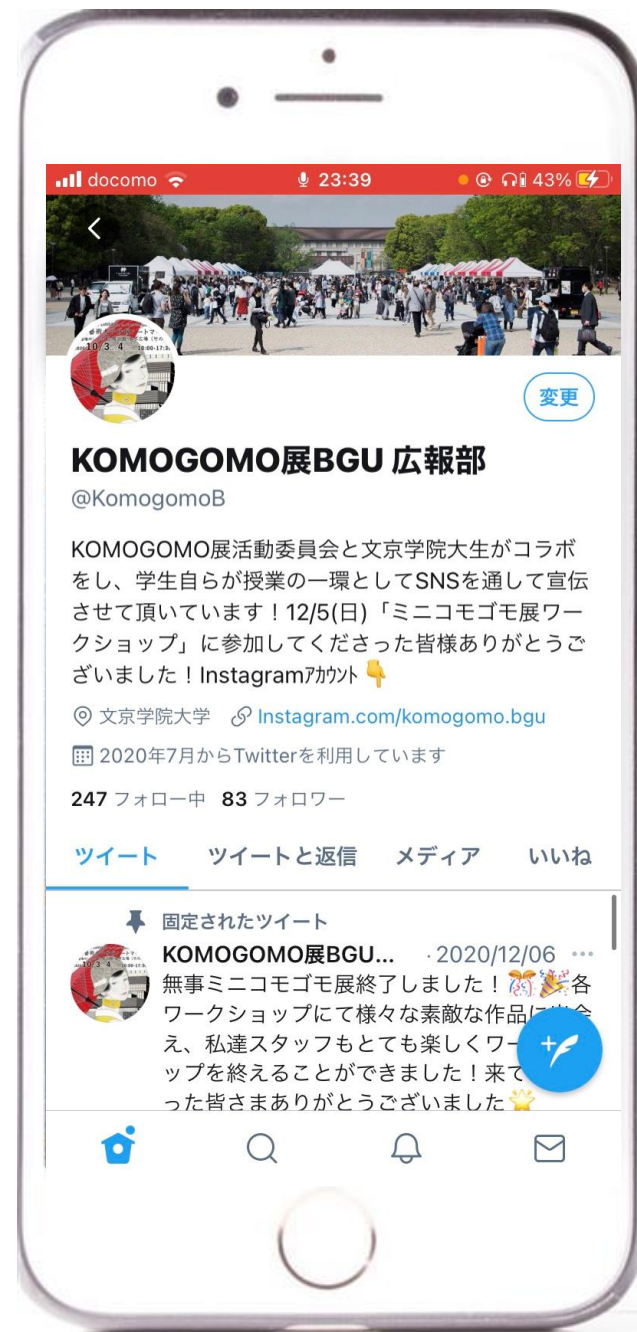 docomo 23:39 43%
10/3 4 10:00-17:3
変更
KOMOGOMO展BGU 広報部
@KomogomoB
KOMOGOMO展活動委員会と文京学院大生がコラボ
をし、学生自らが授業の一環としてSNSを通して宣伝
させて頂いています！12/5(日)「ミニコモゴモ展ワー
クショップ」に参加してくださった皆様ありがとうご
ざいました！Instagramｱｶｳﾝﾄ👇
文京学院大学 Instagram.com/komogomo.bgu
2020年7月からTwitterを利用しています
247 フォロー中 83 フォロワー
ツイート ツイートと返信 メディア いいね
固定されたツイート
KOMOGOMO展BGU... · 2020/12/06
無事ミニコモゴモ展終了しました！🎊🎉各
ワークショップにて様々な素敵な作品に出会
え、私達スタッフもとても楽しくワー
ップを終えることができました！来て
った皆さまありがとうございました🌟